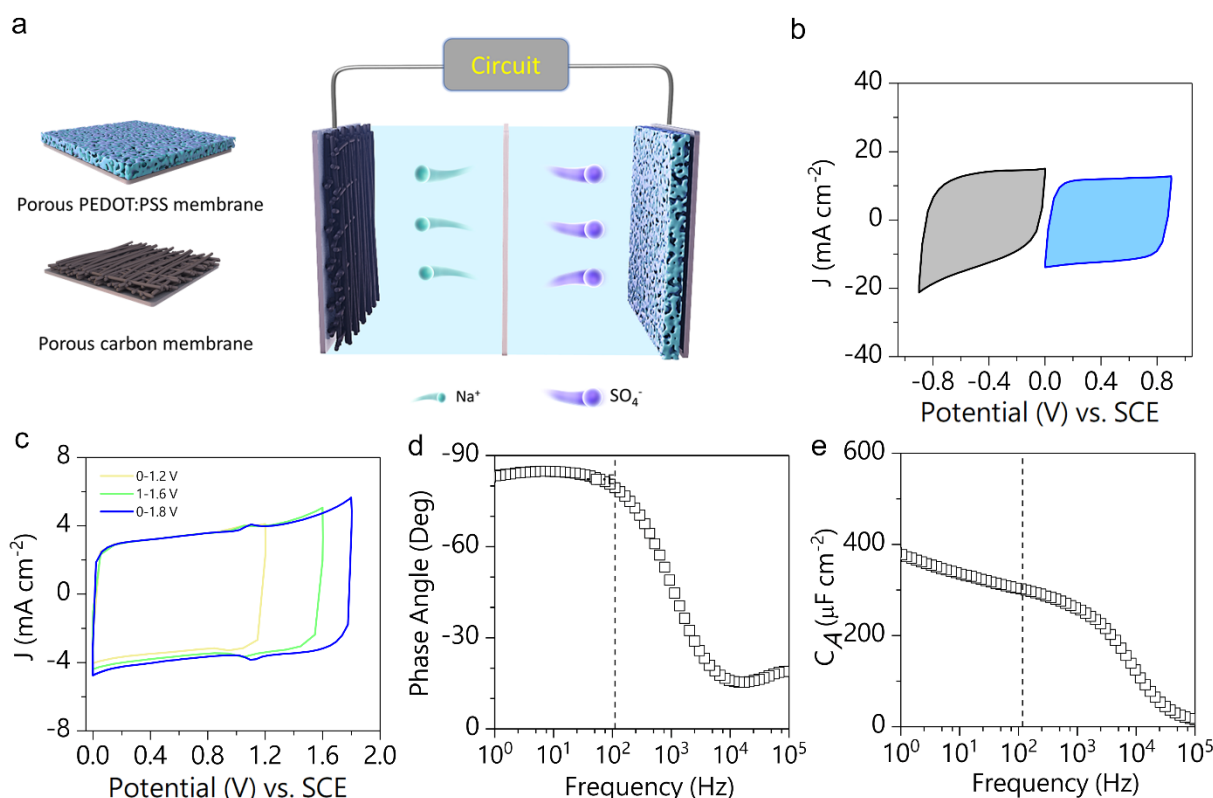 a
Circuit
Porous PEDOT:PSS membrane
Porous carbon membrane
Na⁺
SO₄⁻
b
40
20
0
-20
-40
J (mA cm⁻²)
-0.8 -0.4 0.0 0.4 0.8
Potential (V) vs. SCE
c
0-1.2 V
1-1.6 V
0-1.8 V
8
4
0
-4
-8
J (mA cm⁻²)
0.0 0.4 0.8 1.2 1.6 2.0
Potential (V) vs. SCE
d
-90
-60
-30
0
Phase Angle (Deg)
10⁰ 10¹ 10² 10³ 10⁴ 10⁵
Frequency (Hz)
e
600
400
200
0
C_A (μF cm⁻²)
10⁰ 10¹ 10² 10³ 10⁴ 10⁵
Frequency (Hz)